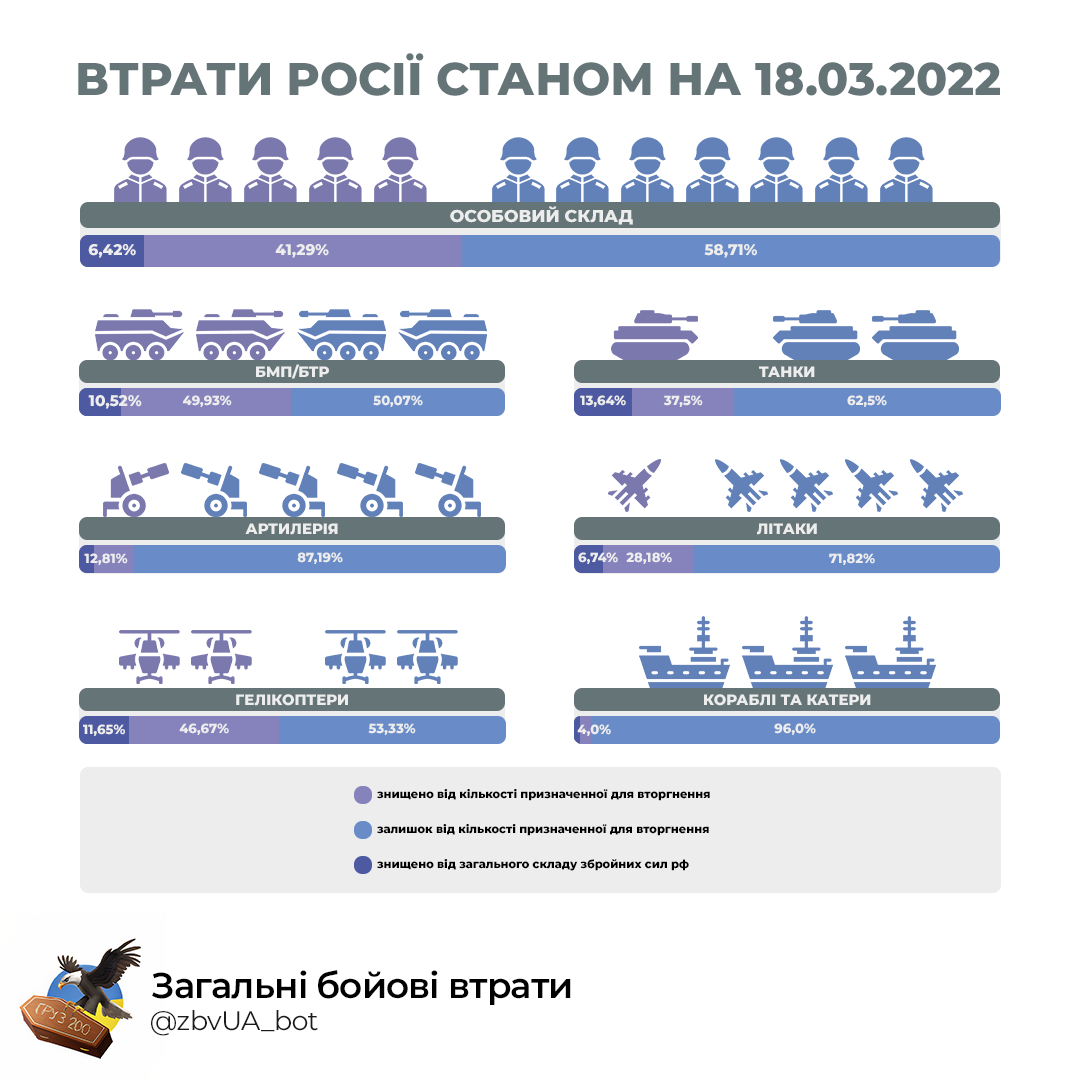 ВТРАТИ РОСІЇ СТАНОМ НА 18.03.2022
ОСОБОВИЙ СКЛАД
6,42% 41,29% 58,71%
БМП/БТР
10,52% 49,93% 50,07%
ТАНКИ
13,64% 37,5% 62,5%
АРТИЛЕРІЯ
12,81% 87,19%
ЛІТАКИ
6,74% 28,18% 71,82%
ГЕЛІКОПТЕРИ
11,65% 46,67% 53,33%
КОРАБЛІ ТА КАТЕРИ
4,0% 96,0%
знищено від кількості призначенної для вторгнення
залишок від кількості призначенної для вторгнення
знищено від загального складу збройних сил рф
ГРУЗ 200
Загальні бойові втрати
@zbvUA_bot